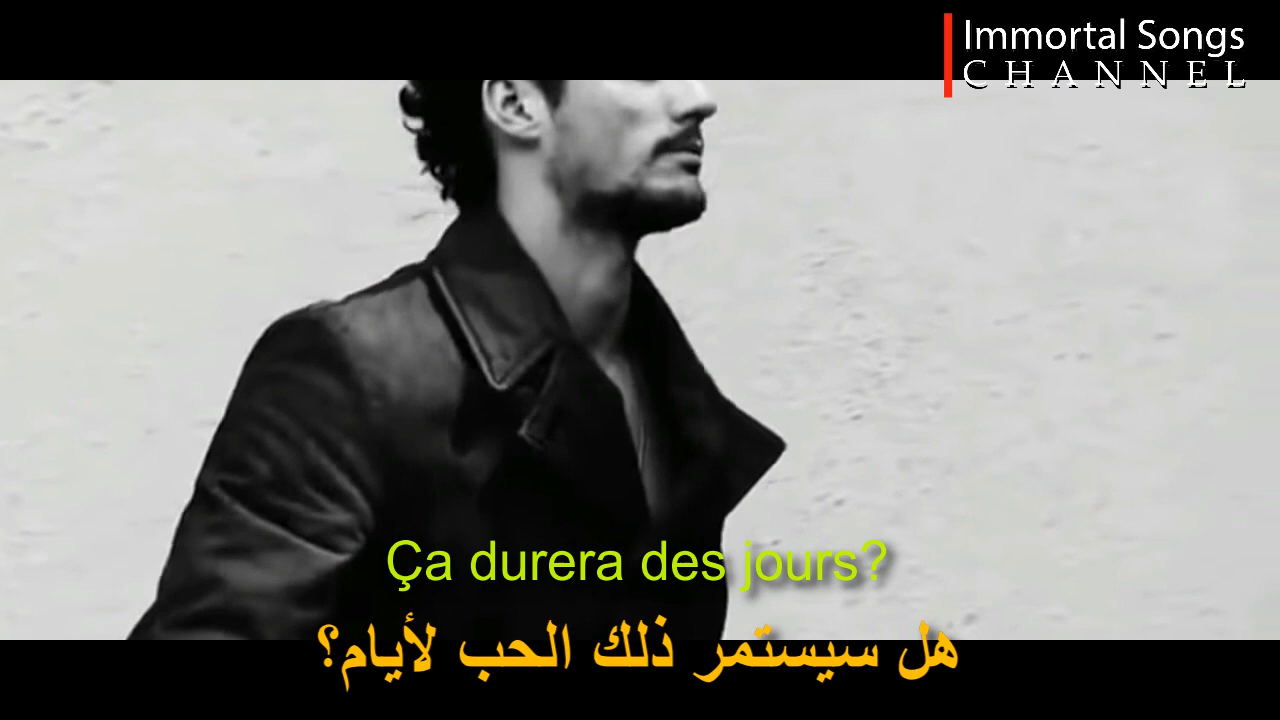 Immortal Songs
CHANNEL
Ça durera des jours?
هل سيستمر ذلك الحب لأيام؟